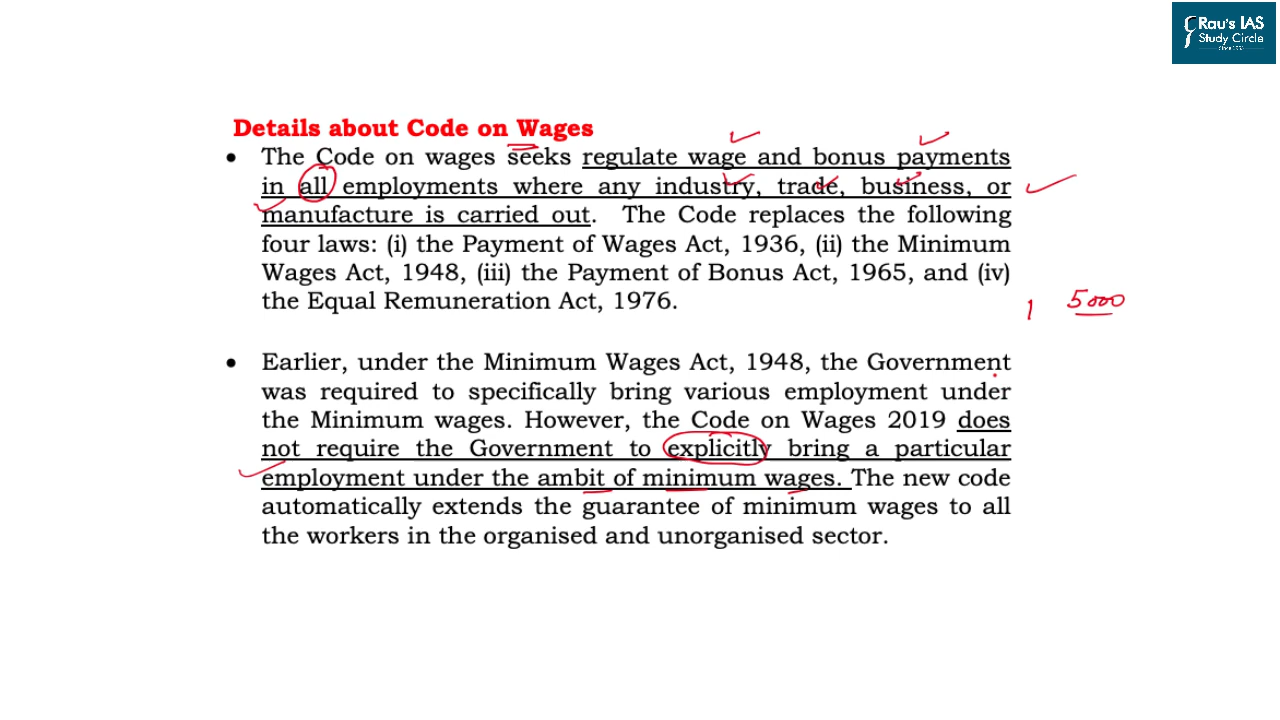 Rau's IAS
Study Circle
Details about Code on Wages
• The Code on wages seeks regulate wage and bonus payments
in all employments where any industry, trade, business, or
manufacture is carried out. The Code replaces the following
four laws: (i) the Payment of Wages Act, 1936, (ii) the Minimum
Wages Act, 1948, (iii) the Payment of Bonus Act, 1965, and (iv)
the Equal Remuneration Act, 1976.
1 5000
• Earlier, under the Minimum Wages Act, 1948, the Government
was required to specifically bring various employment under
the Minimum wages. However, the Code on Wages 2019 does
not require the Government to explicitly bring a particular
employment under the ambit of minimum wages. The new code
automatically extends the guarantee of minimum wages to all
the workers in the organised and unorganised sector.